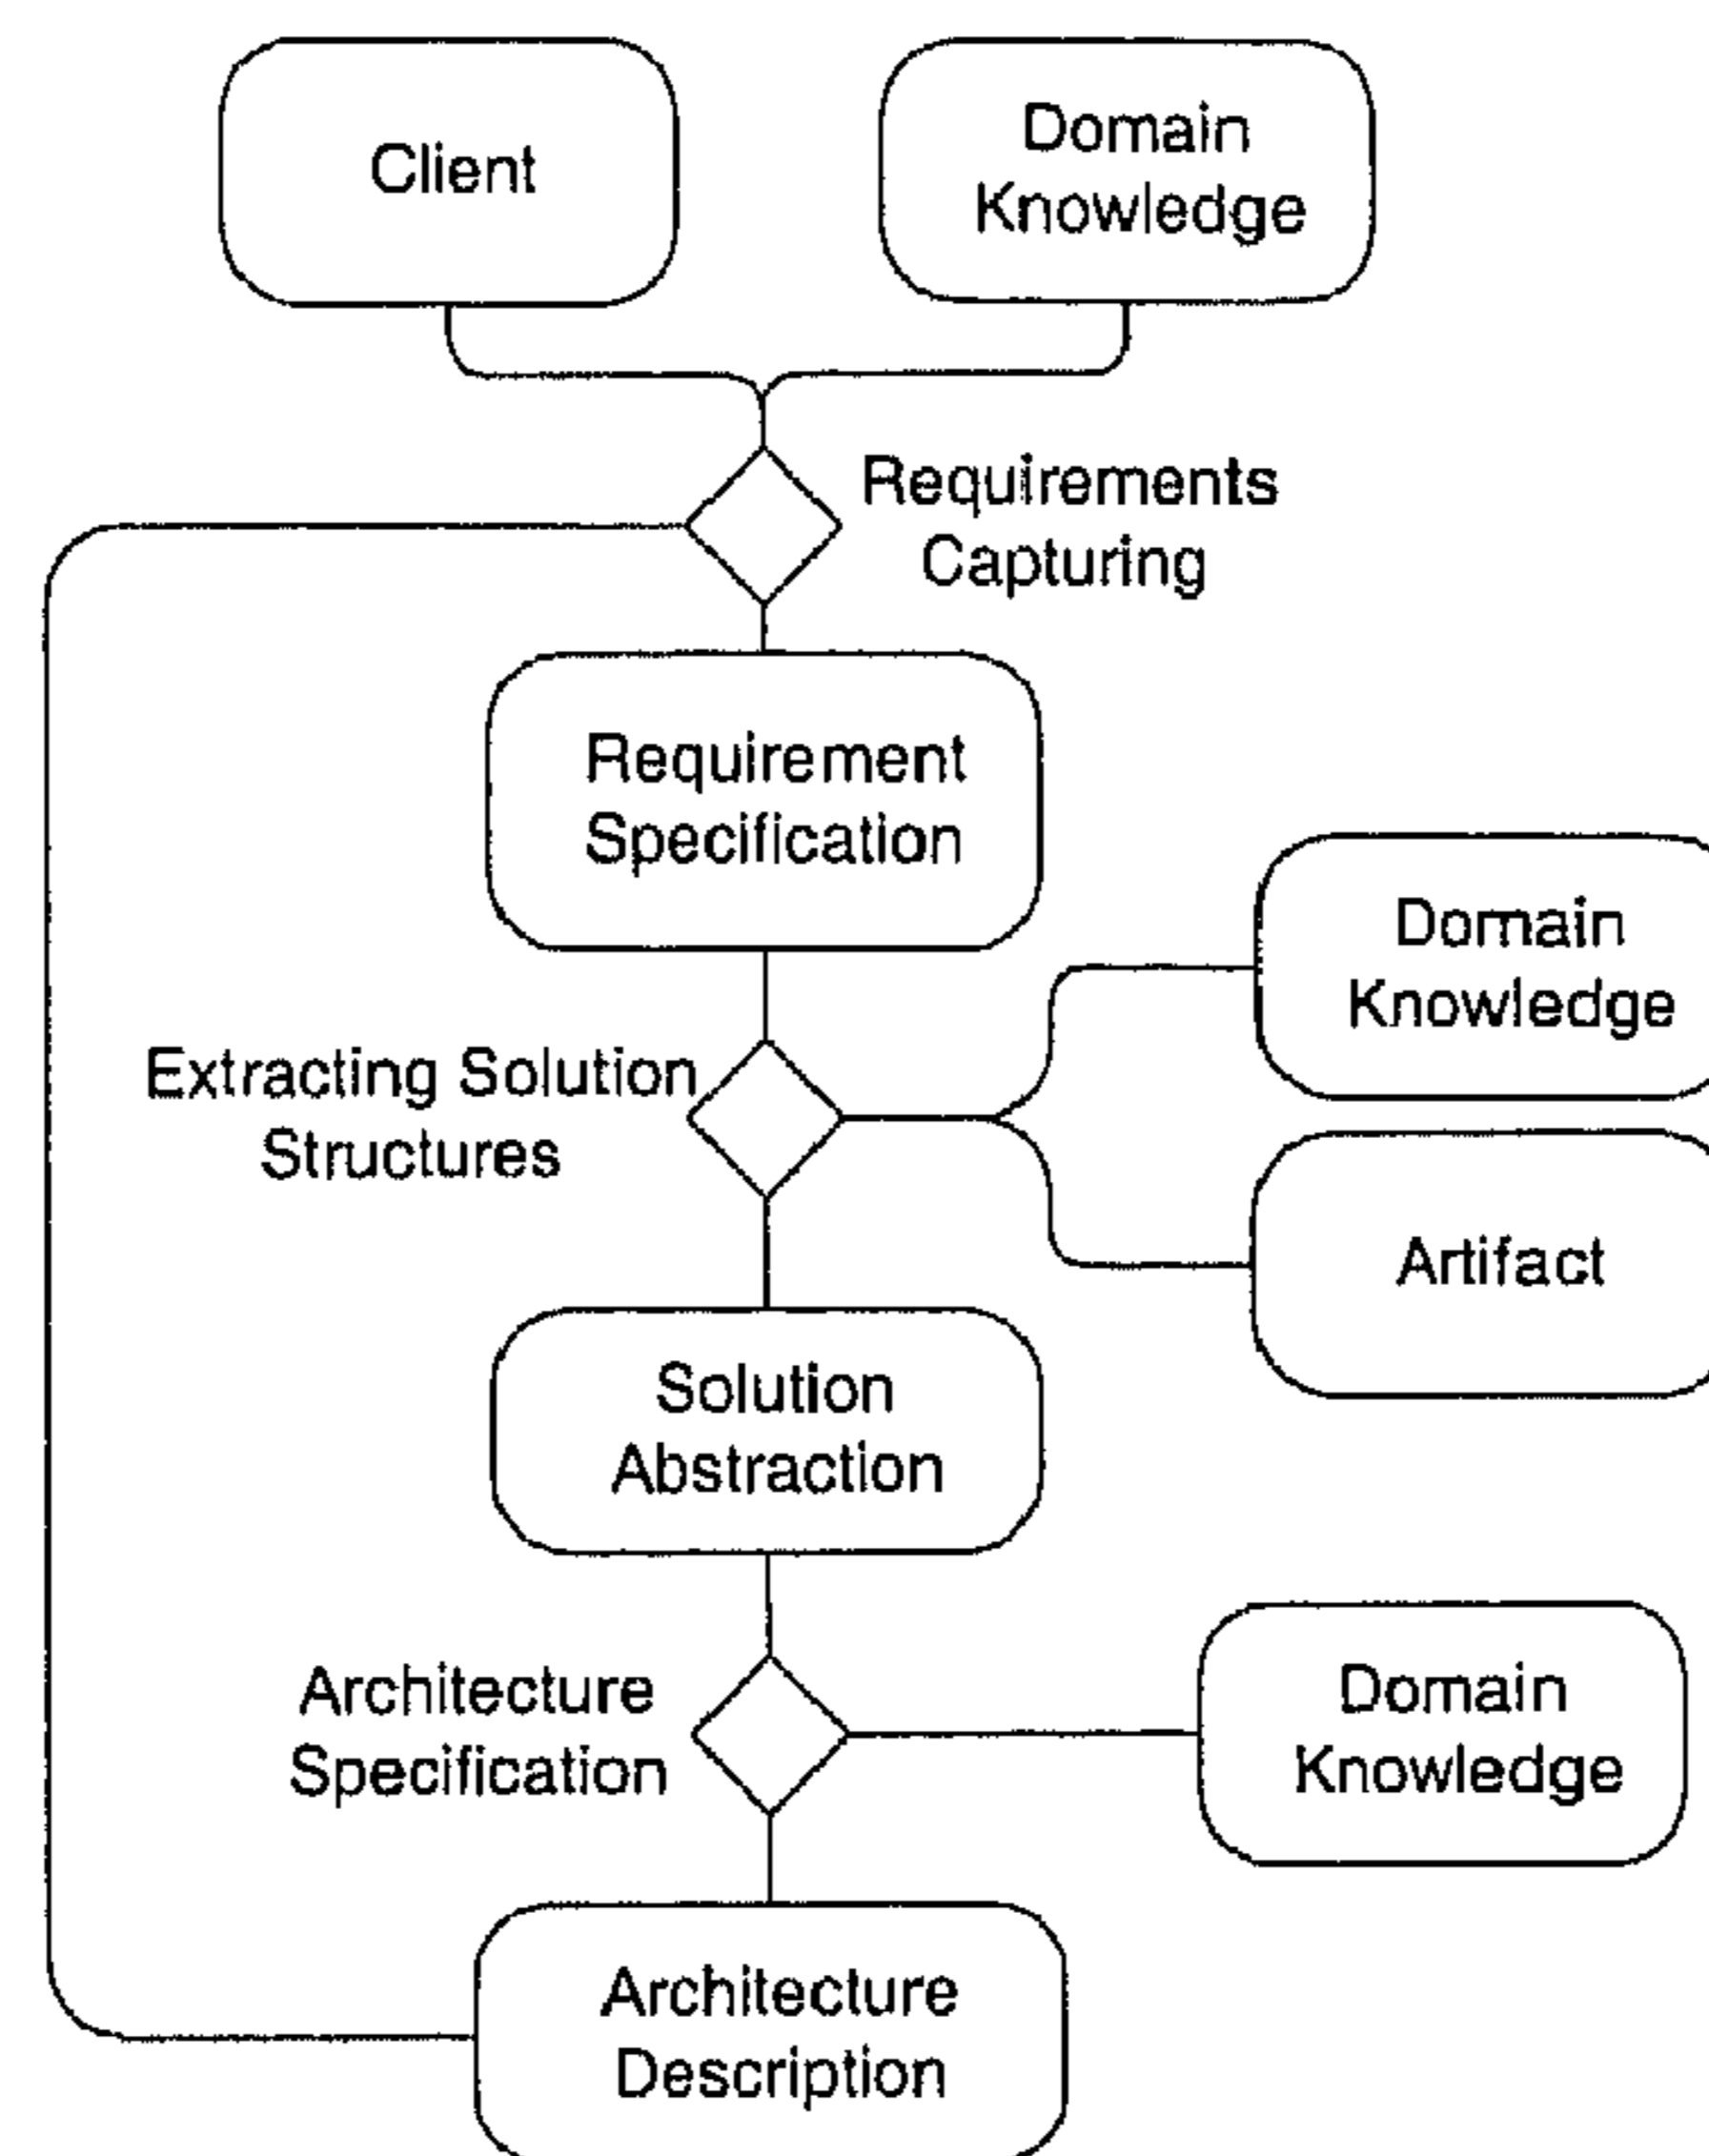 Client
Domain
Knowledge
Requirements
Capturing
Requirement
Specification
Domain
Knowledge
Extracting Solution
Structures
Artifact
Solution
Abstraction
Architecture
Specification
Domain
Knowledge
Architecture
Description